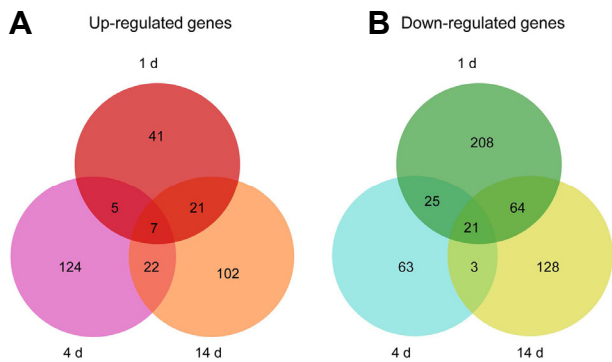 A Up-regulated genes
1 d
41
5
21
7
124
22
102
4 d
14 d
B Down-regulated genes
1 d
208
25
64
21
63
3
128
4 d
14 d